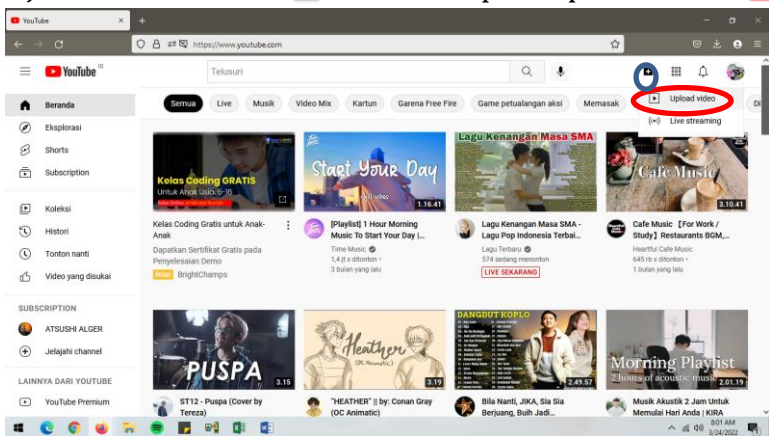 YouTube
https://www.youtube.com
YouTube ID
Telusuri
Upload video
Live streaming
Beranda
Eksplorasi
Shorts
Subscription
Koleksi
Histori
Tonton nanti
Video yang disukai
SUBSCRIPTION
ATSUSHI ALGER
Jelajahi channel
LAINNYA DARI YOUTUBE
YouTube Premium
Semua
Live
Musik
Video Mix
Kartun
Garena Free Fire
Game petualangan aksi
Memasak
Kelas Coding GRATIS
Untuk Anak Usia: 6-16
Kelas Coding Gratis untuk Anak-
Anak
Dapatkan Sertifikat Gratis pada
Penyelesaian Demo
Iklan BrightChamps
Start Your Day
chill vibes
1.16.41
[Playlist] 1 Hour Morning
Music To Start Your Day |...
Time Music
1,4 jt x ditonton •
3 bulan yang lalu
Lagu Kenangan Masa SMA
Lagu Kenangan Masa SMA -
Lagu Pop Indonesia Terbai...
Lagu Terbaru
574 sedang menonton
LIVE SEKARANG
Cafe Music
3.10.41
Cafe Music【For Work /
Study】Restaurants BGM,...
Heartful Cafe Music
645 rb x ditonton •
1 bulan yang lalu
PUSPA
3.15
ST12 - Puspa (Cover by
Tereza)
Heather
(OC Animatic)
3.19
"HEATHER" || by: Conan Gray
(OC Animatic)
DANGDUT KOPLO
2.49.57
Bila Nanti, JIKA, Sia Sia
Berjuang, Buih Jadi...
Morning Playlist
2 hours of acoustic music
2.01.19
Musik Akustik 2 Jam Untuk
Memulai Hari Anda | KIRA
8:01 AM
3/24/2022